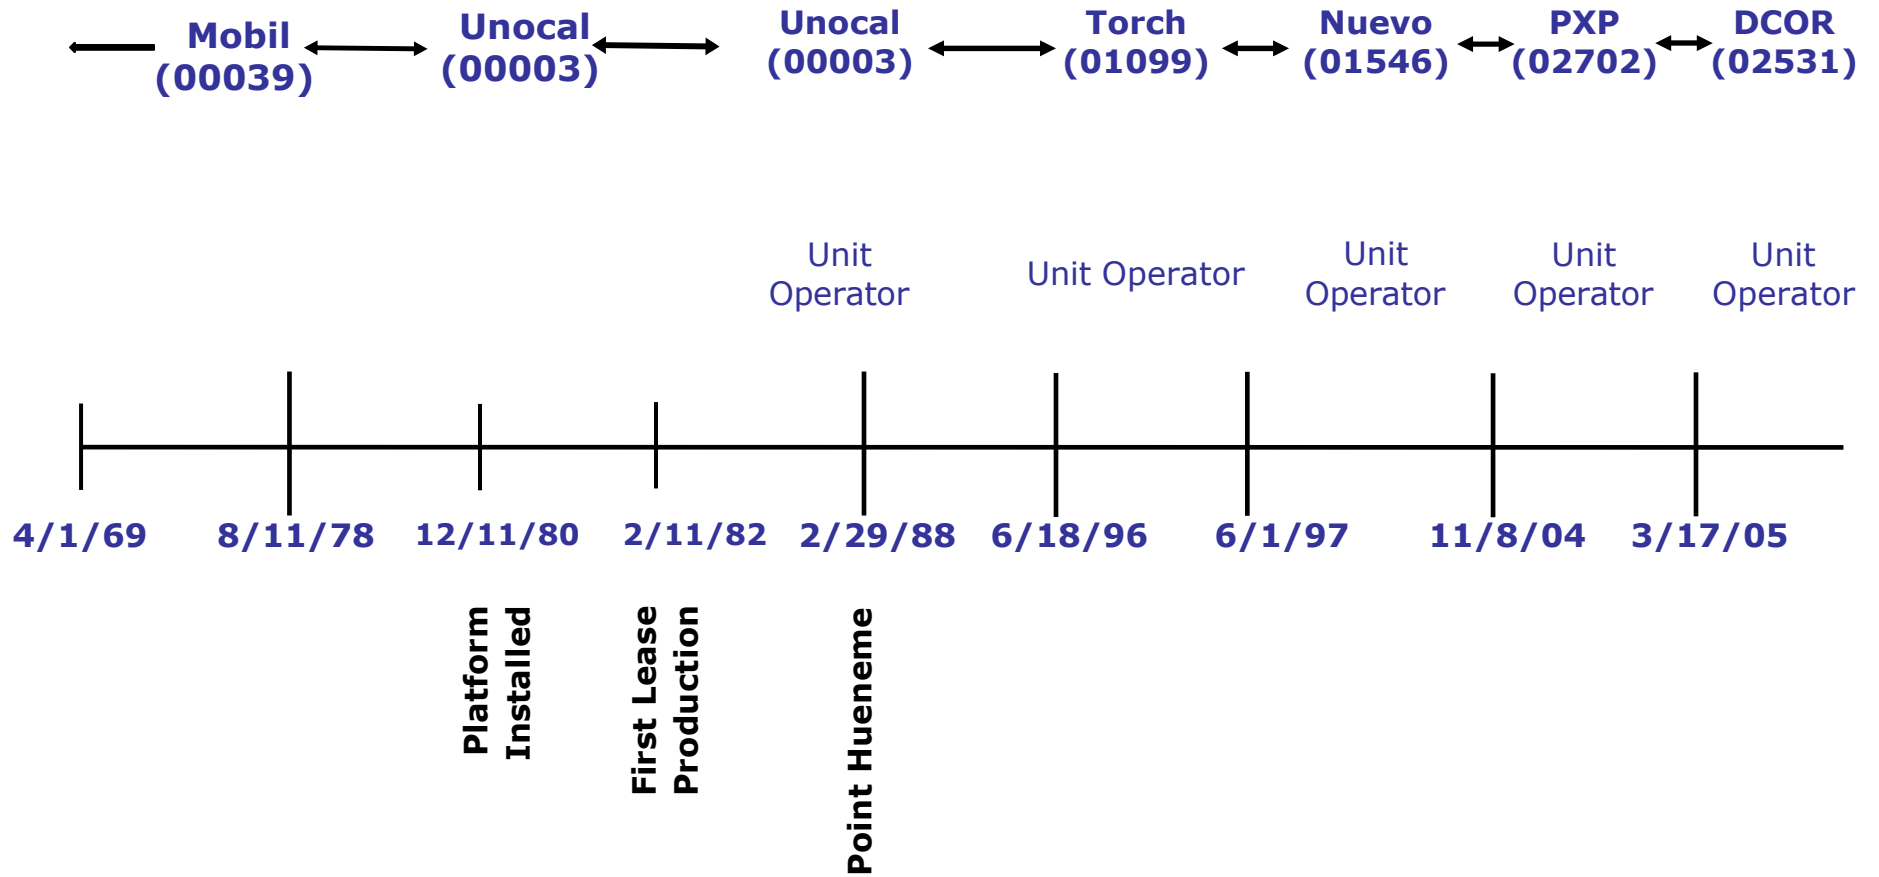 Mobil
(00039)
Unocal
(00003)
Unocal
(00003)
Torch
(01099)
Nuevo
(01546)
PXP
(02702)
DCOR
(02531)
Unit
Operator
Unit Operator
Unit
Operator
Unit
Operator
Unit
Operator
4/1/69
8/11/78
12/11/80
2/11/82
2/29/88
6/18/96
6/1/97
11/8/04
3/17/05
Platform
Installed
First Lease
Production
Point Hueneme